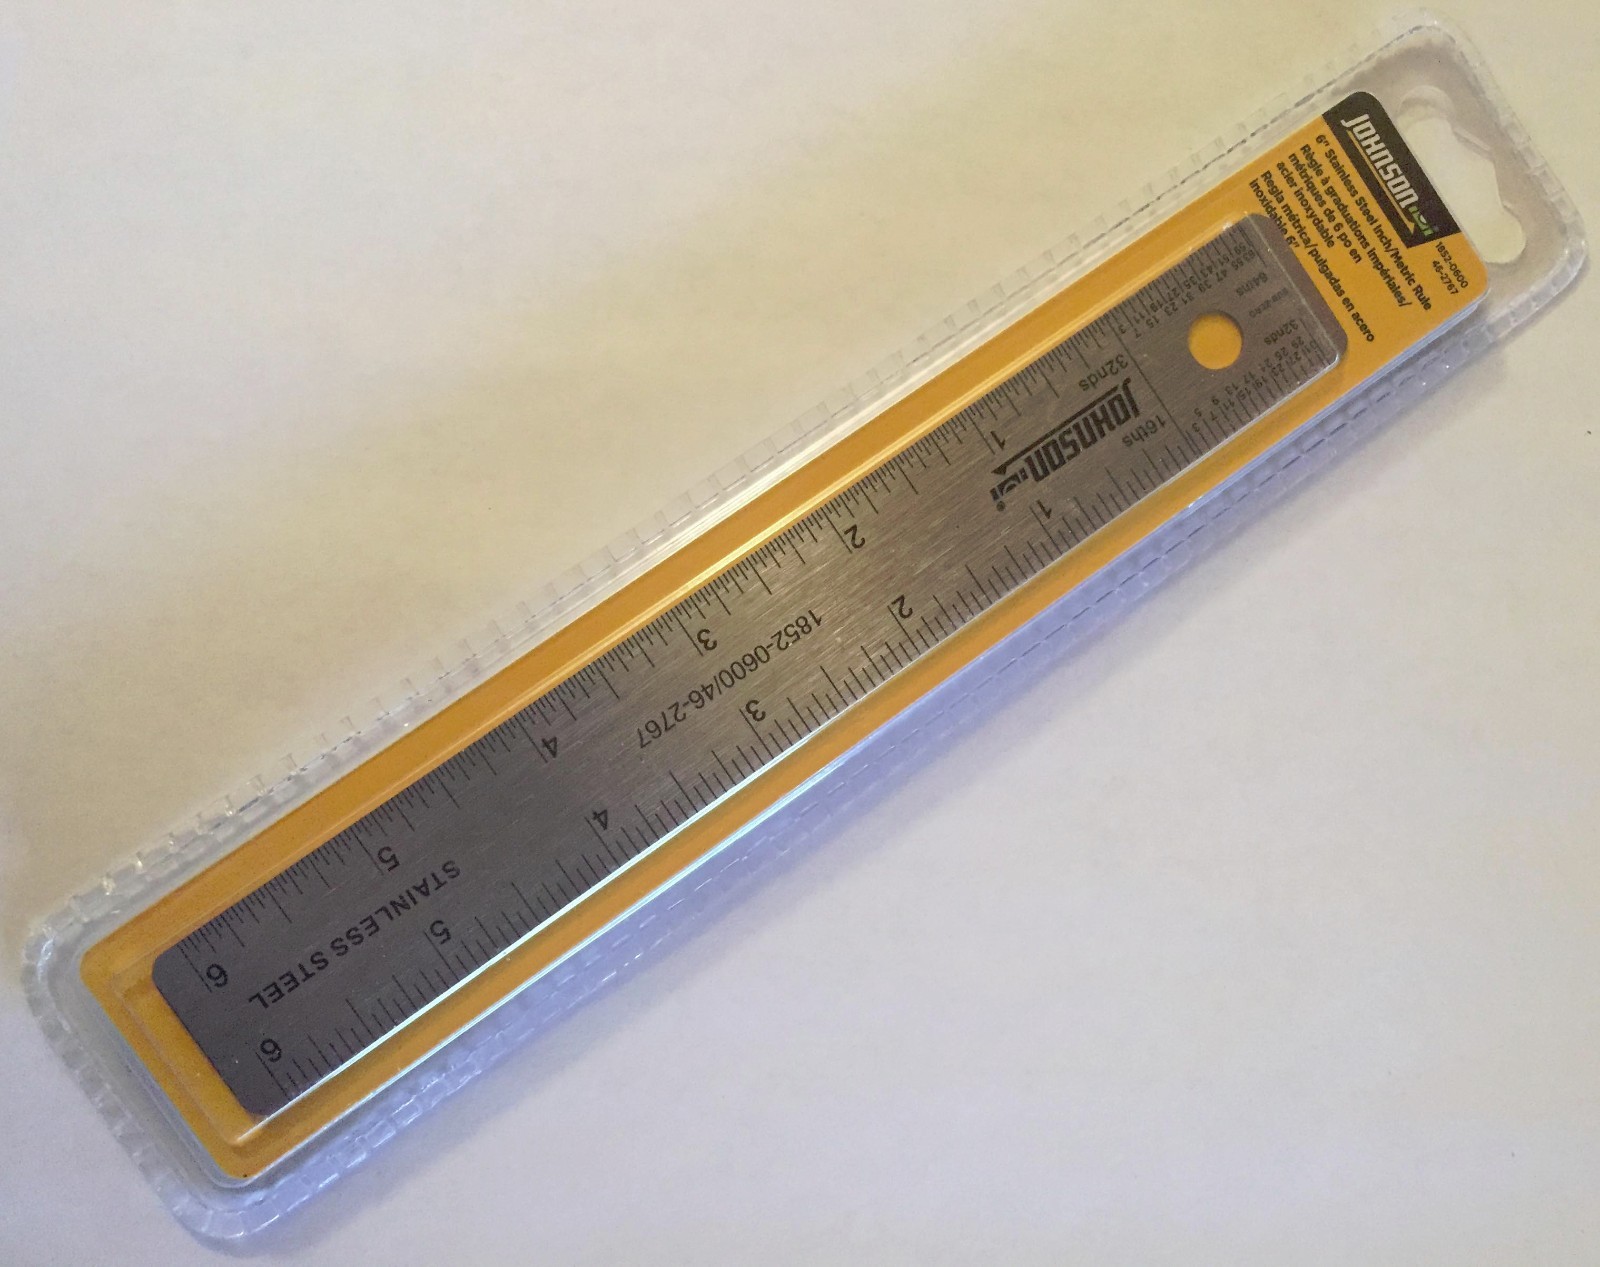 JOHNSON
1852-0600
46-2767
6" Stainless Steel Inch/Metric Rule
Règle à graduations impériales/
métriques de 6 po en
acier inoxydable
Regla métrica/pulgadas en acero
inoxidable 6"
64ths
32nds
32nds
16ths
JOHNSON
1 2 3 4 5 6
1852-0600/46-2767
STAINLESS STEEL
1 2 3 4 5 6